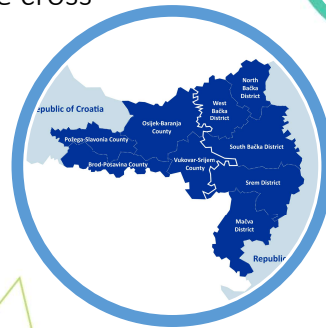 e cross
North
Bačka
District
West
Bačka
District
epublic of Croatia
Osijek-Baranja
County
Požega-Slavonia County
South Bačka District
Brod-Posavina County
Vukovar-Srijem
County
Srem District
Mačva
District
Republic